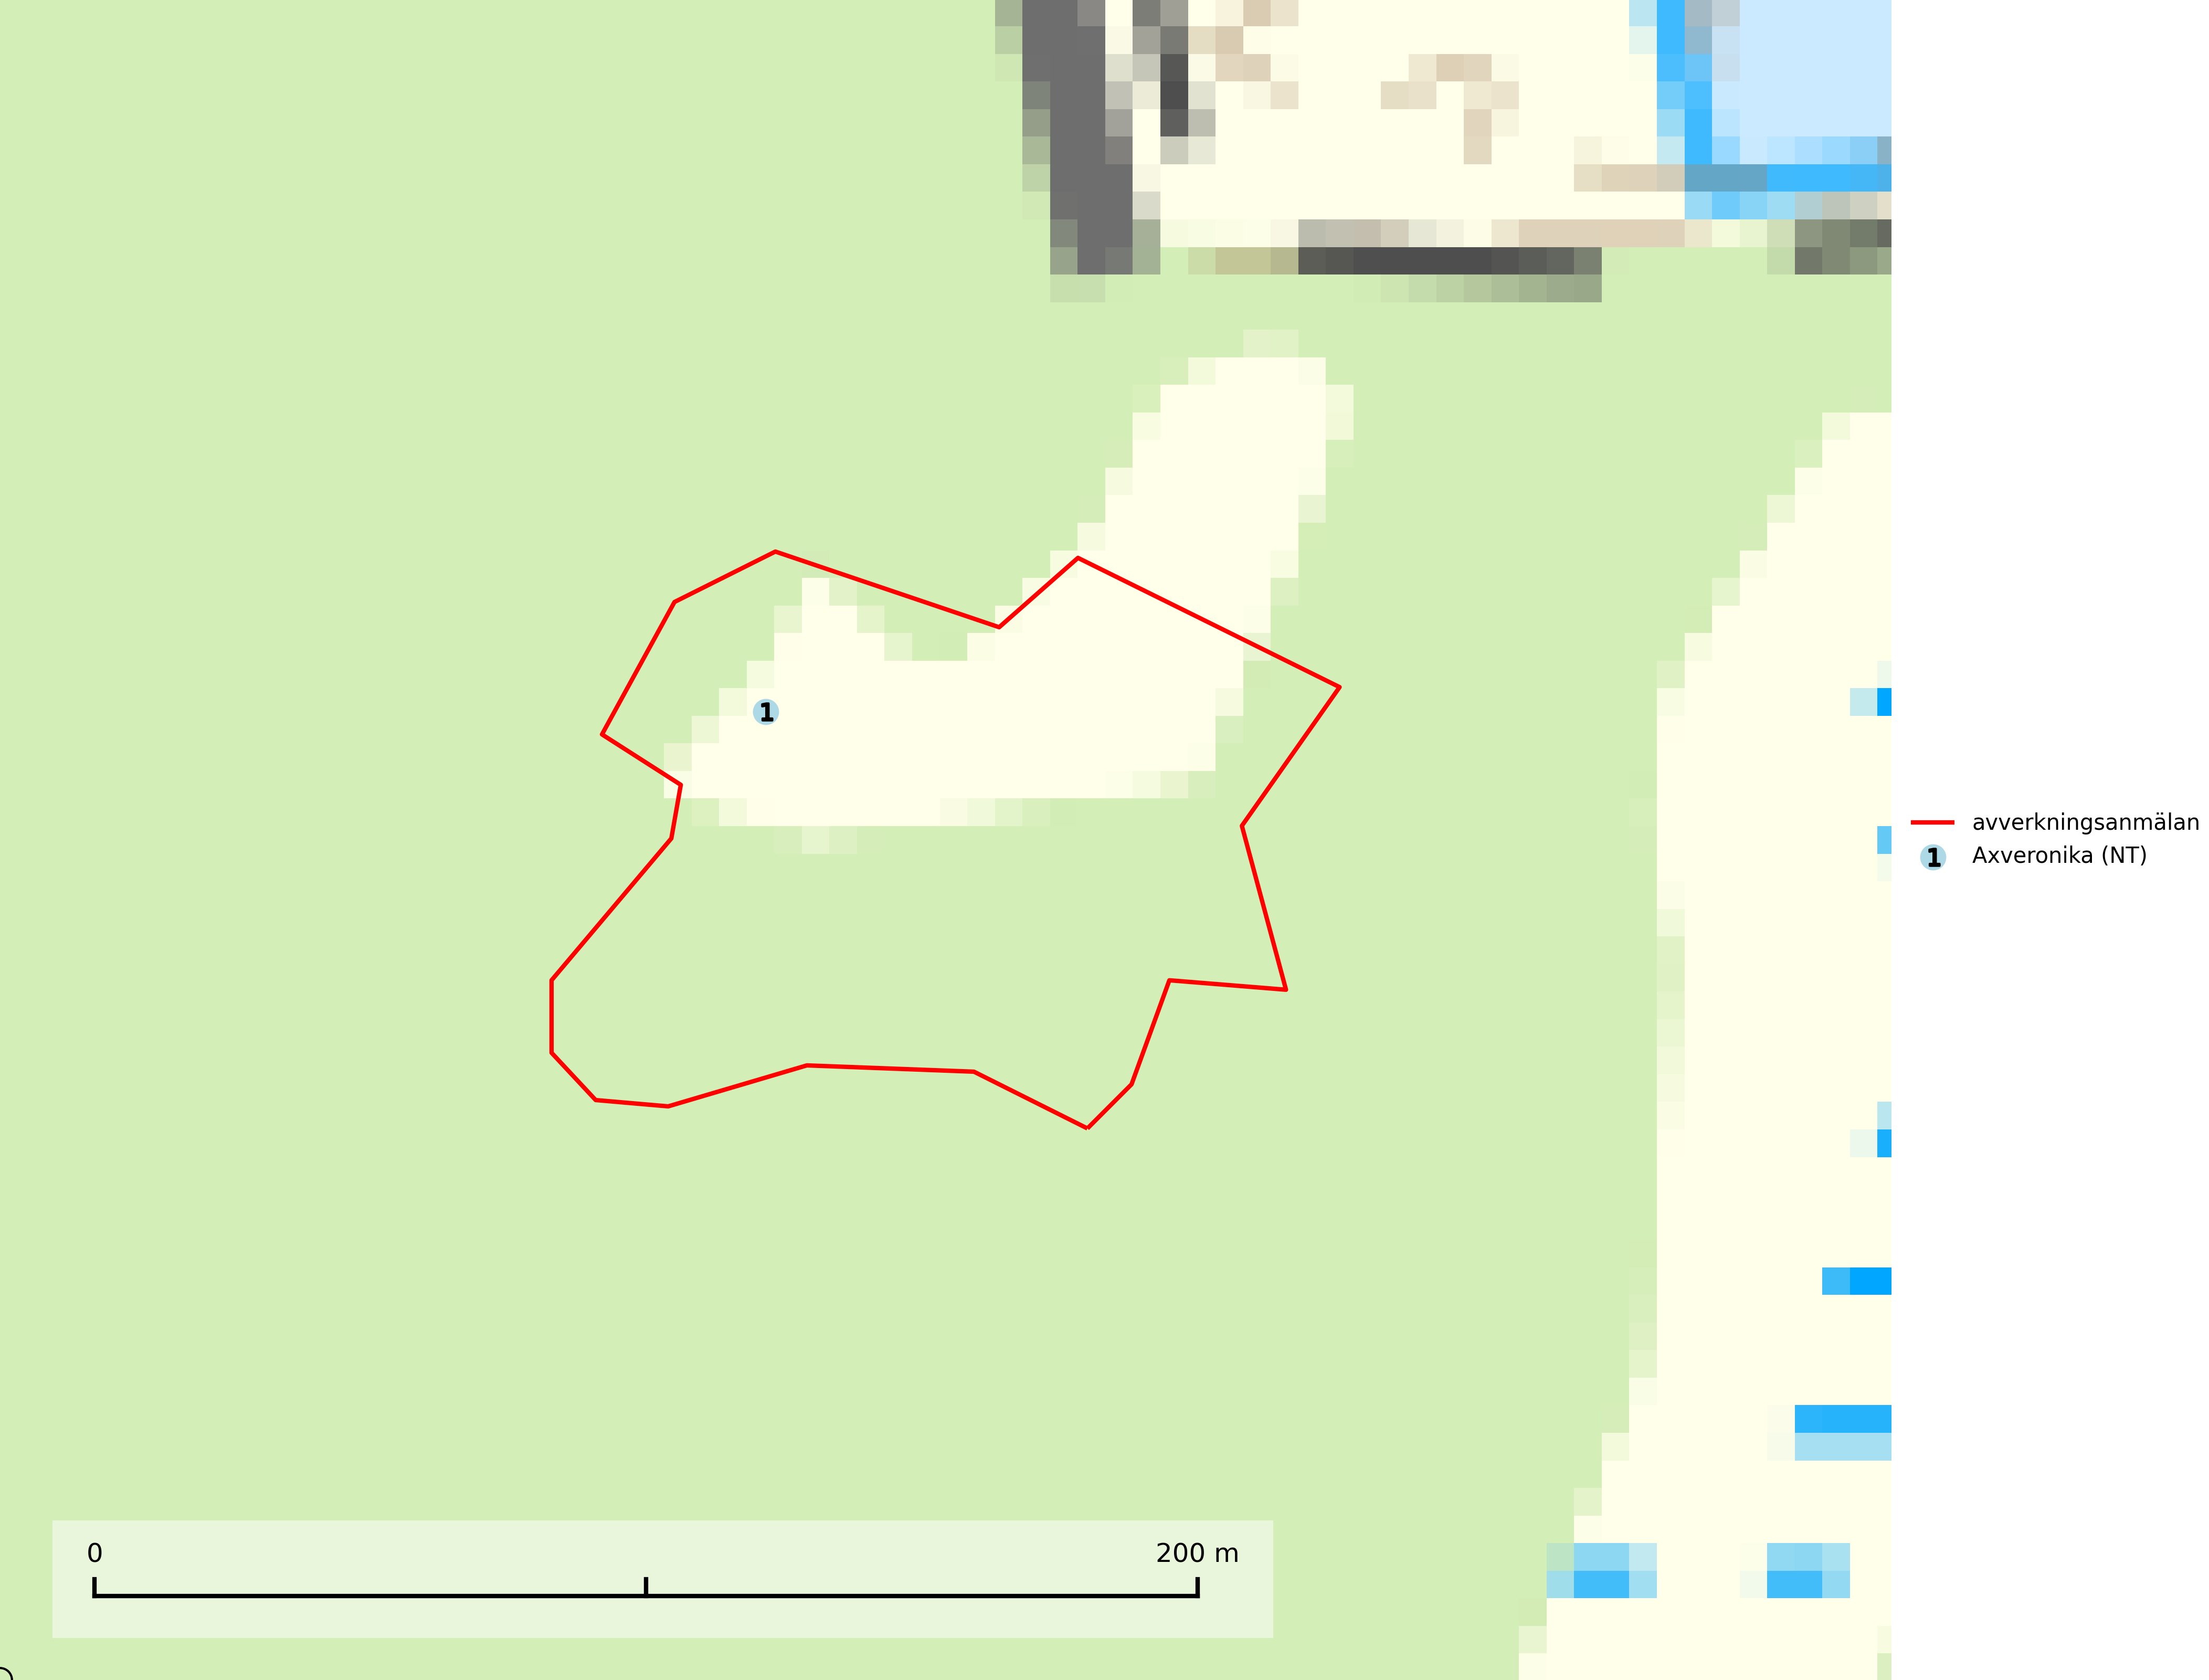 1
avverkningsanmälan
1 Axveronika (NT)
0 200 m